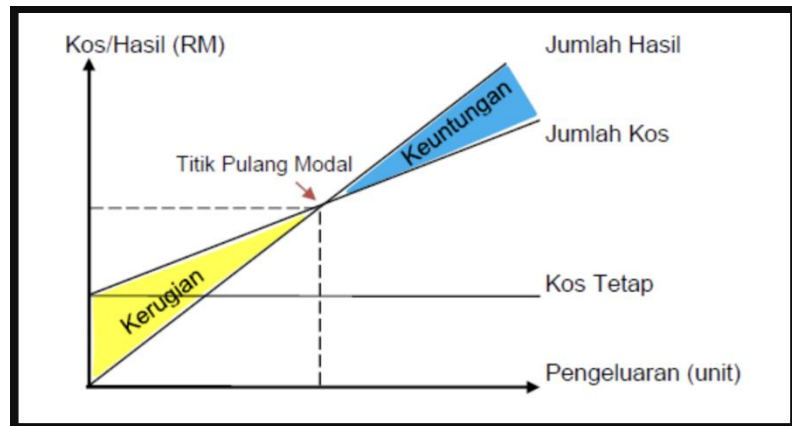 Kos/Hasil (RM)
Jumlah Hasil
Keuntungan
Jumlah Kos
Titik Pulang Modal
Kerugian
Kos Tetap
Pengeluaran (unit)